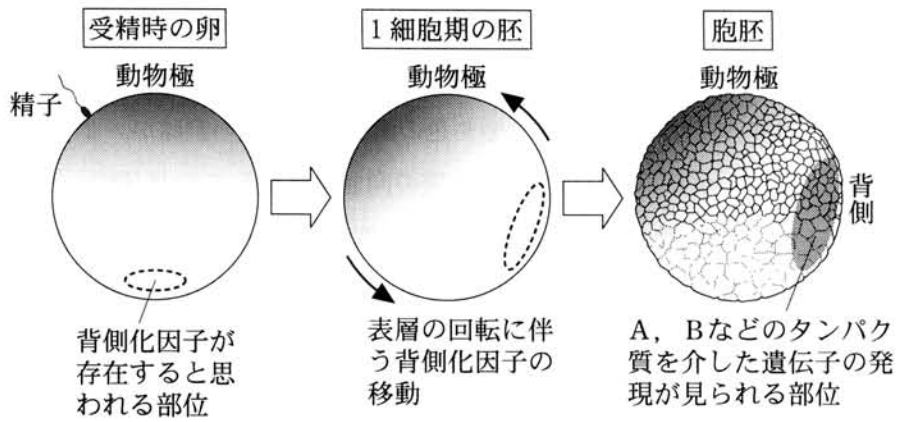 受精時の卵
1細胞期の胚
胞胚
動物極
動物極
動物極
精子
背側
背側化因子が
存在すると思
われる部位
表層の回転に伴
う背側化因子の
移動
A，Bなどのタンパク
質を介した遺伝子の発
現が見られる部位